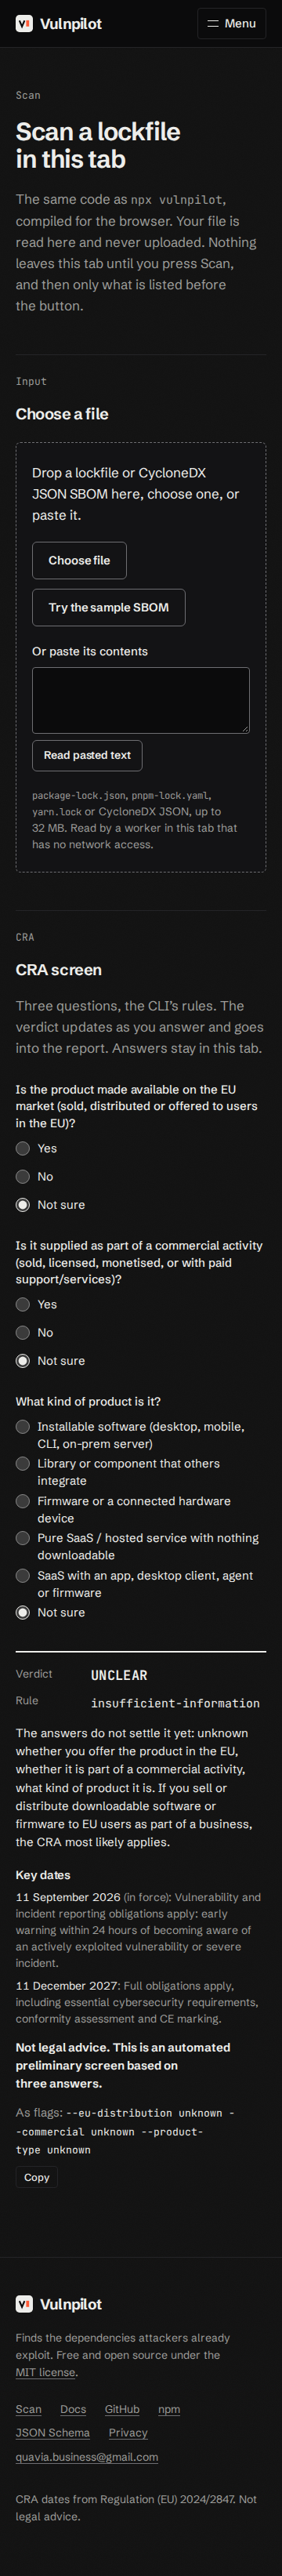 Vulnpilot
Menu
Scan
Scan a lockfile
in this tab
The same code as npx vulnpilot,
compiled for the browser. Your file is
read here and never uploaded. Nothing
leaves this tab until you press Scan,
and then only what is listed before
the button.
Input
Choose a file
Drop a lockfile or CycloneDX
JSON SBOM here, choose one, or
paste it.
Choose file
Try the sample SBOM
Or paste its contents
Read pasted text
package-lock.json, pnpm-lock.yaml,
yarn.lock or CycloneDX JSON, up to
32 MB. Read by a worker in this tab that
has no network access.
CRA
CRA screen
Three questions, the CLI's rules. The
verdict updates as you answer and goes
into the report. Answers stay in this tab.
Is the product made available on the EU
market (sold, distributed or offered to users
in the EU)?
Yes
No
Not sure
Is it supplied as part of a commercial activity
(sold, licensed, monetised, or with paid
support/services)?
Yes
No
Not sure
What kind of product is it?
Installable software (desktop, mobile,
CLI, on-prem server)
Library or component that others
integrate
Firmware or a connected hardware
device
Pure SaaS / hosted service with nothing
downloadable
SaaS with an app, desktop client, agent
or firmware
Not sure
Verdict UNCLEAR
Rule insufficient-information
The answers do not settle it yet: unknown
whether you offer the product in the EU,
whether it is part of a commercial activity,
what kind of product it is. If you sell or
distribute downloadable software or
firmware to EU users as part of a business,
the CRA most likely applies.
Key dates
11 September 2026 (in force): Vulnerability and
incident reporting obligations apply: early
warning within 24 hours of becoming aware of
an actively exploited vulnerability or severe
incident.
11 December 2027: Full obligations apply,
including essential cybersecurity requirements,
conformity assessment and CE marking.
Not legal advice. This is an automated
preliminary screen based on
three answers.
As flags: --eu-distribution unknown -
-commercial unknown --product-
type unknown
Copy
Vulnpilot
Finds the dependencies attackers already
exploit. Free and open source under the
MIT license.
Scan Docs GitHub npm
JSON Schema Privacy
quavia.business@gmail.com
CRA dates from Regulation (EU) 2024/2847. Not
legal advice.